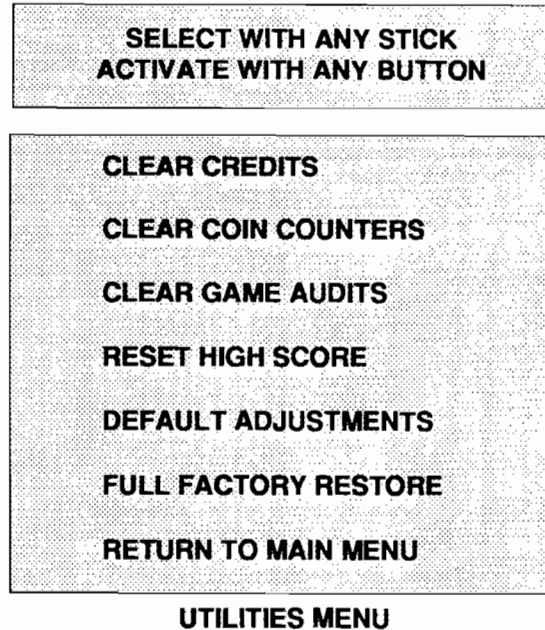 SELECT WITH ANY STICK
ACTIVATE WITH ANY BUTTON
CLEAR CREDITS
CLEAR COIN COUNTERS
CLEAR GAME AUDITS
RESET HIGH SCORE
DEFAULT ADJUSTMENTS
FULL FACTORY RESTORE
RETURN TO MAIN MENU
UTILITIES MENU